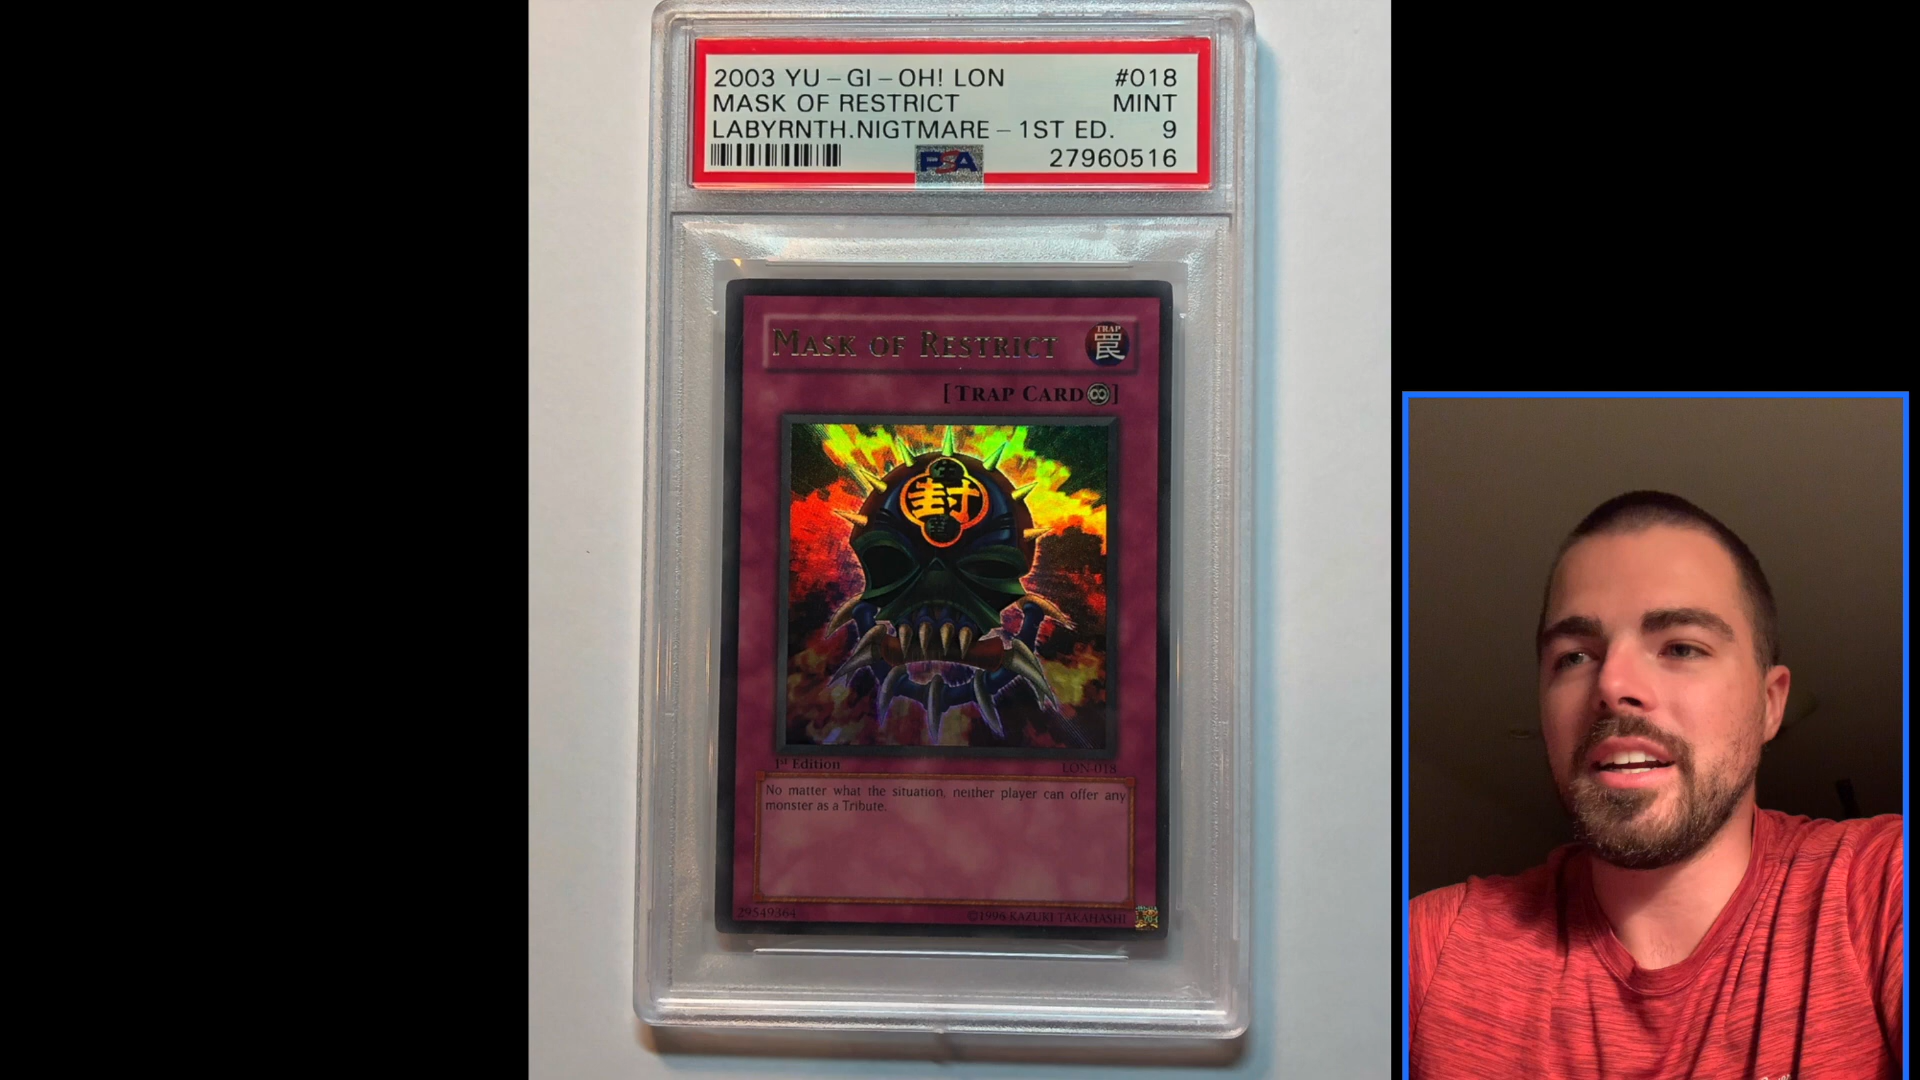 2003 YU-GI-OH! LON #018
MASK OF RESTRICT MINT
LABYRNTH.NIGTMARE-1ST ED. 9
PSA 27960516
MASK OF RESTRICT
TRAP
罠
[TRAP CARD∞]
封
1st Edition LON-018
No matter what the situation, neither player can offer any
monster as a Tribute.
29549364 ©1996 KAZUKI TAKAHASHI